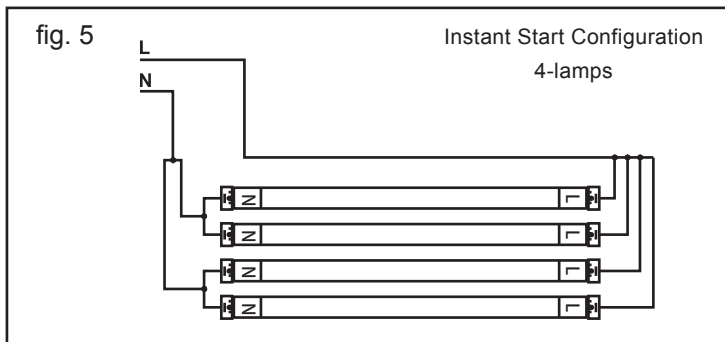 fig. 5
Instant Start Configuration
4-lamps
L
N
N L
N L
N L
N L